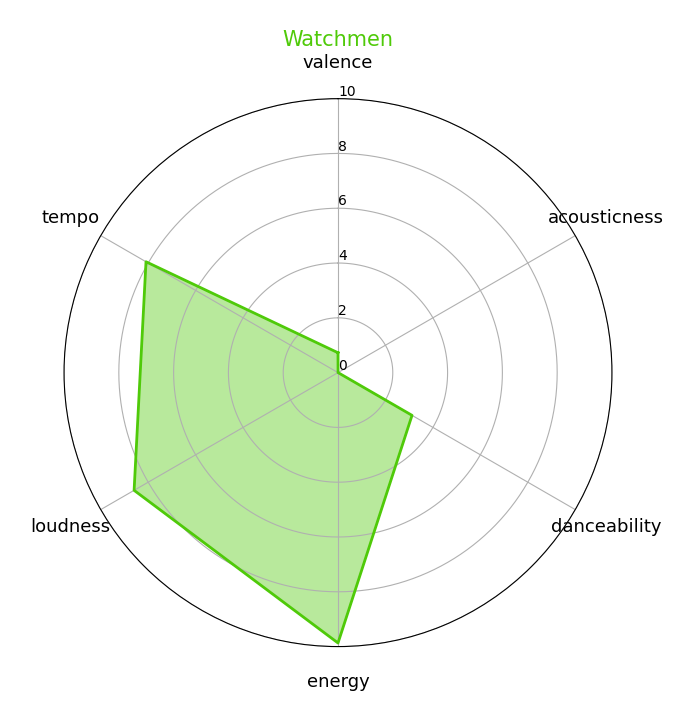 Watchmen
valence
10
8
tempo
acousticness
6
4
2
0
loudness
danceability
energy